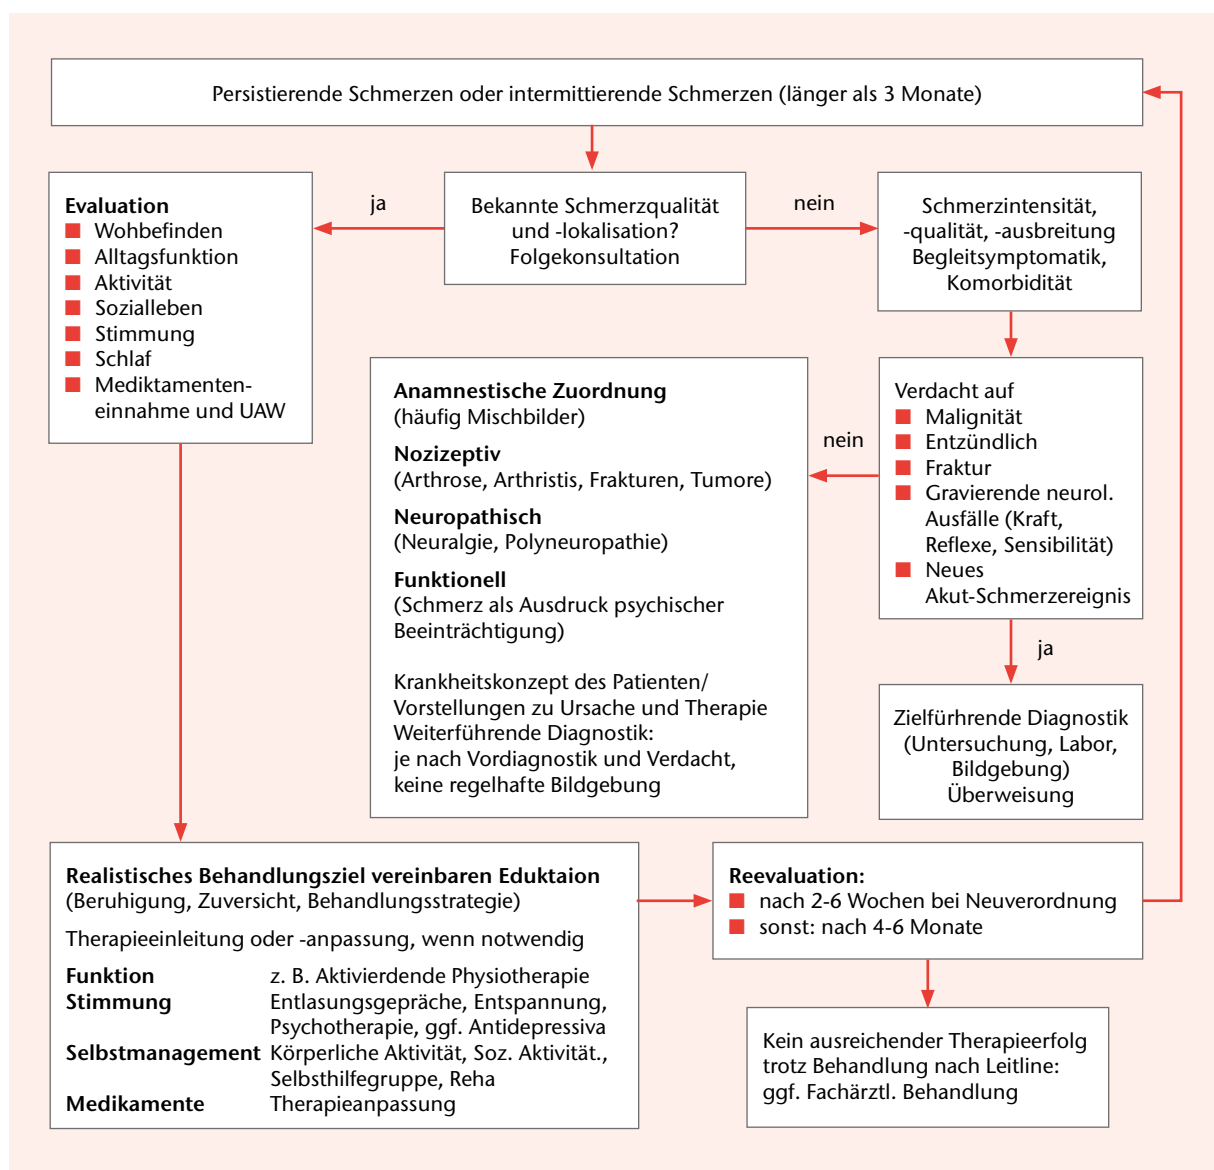 Persistierende Schmerzen oder intermittierende Schmerzen (länger als 3 Monate)
Evaluation
Wohbefinden
Alltagsfunktion
Aktivität
Sozialleben
Stimmung
Schlaf
Mediktamenten-
einnahme und UAW
ja
Bekannte Schmerzqualität
und -lokalisation?
Folgekonsultation
nein
Schmerzintensität,
-qualität, -ausbreitung
Begleitsymptomatik,
Komorbidität
Verdacht auf
Malignität
Entzündlich
Fraktur
Gravierende neurol.
Ausfälle (Kraft,
Reflexe, Sensibilität)
Neues
Akut-Schmerzereignis
nein
Anamnestische Zuordnung
(häufig Mischbilder)
Nozizeptiv
(Arthrose, Arthristis, Frakturen, Tumore)
Neuropathisch
(Neuralgie, Polyneuropathie)
Funktionell
(Schmerz als Ausdruck psychischer
Beeinträchtigung)
Krankheitskonzept des Patienten/
Vorstellungen zu Ursache und Therapie
Weiterführende Diagnostik:
je nach Vordiagnostik und Verdacht,
keine regelhafte Bildgebung
ja
Zielfürhrende Diagnostik
(Untersuchung, Labor,
Bildgebung)
Überweisung
Realistisches Behandlungsziel vereinbaren Eduktaion
(Beruhigung, Zuversicht, Behandlungsstrategie)
Therapieeinleitung oder -anpassung, wenn notwendig
Funktion z. B. Aktivierdende Physiotherapie
Stimmung Entlasungsgepräche, Entspannung,
Psychotherapie, ggf. Antidepressiva
Selbstmanagement Körperliche Aktivität, Soz. Aktivität.,
Selbsthilfegruppe, Reha
Medikamente Therapieanpassung
Reevaluation:
nach 2-6 Wochen bei Neuverordnung
sonst: nach 4-6 Monate
Kein ausreichender Therapieerfolg
trotz Behandlung nach Leitline:
ggf. Fachärztl. Behandlung